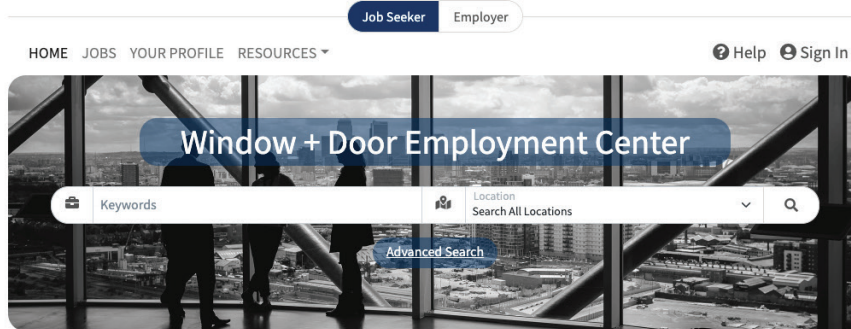 Job Seeker Employer
HOME JOBS YOUR PROFILE RESOURCES Help Sign In
Window + Door Employment Center
Keywords
Location
Search All Locations
Advanced Search